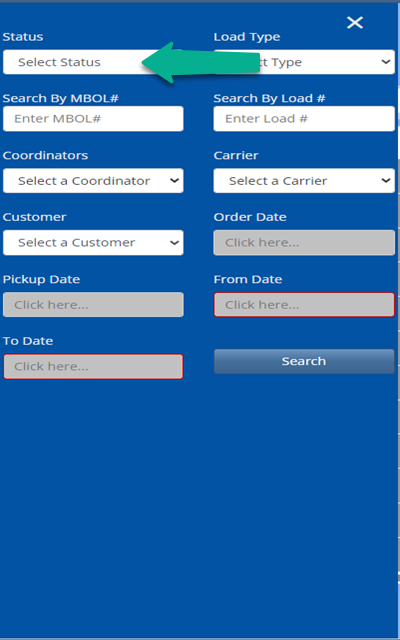 Status Load Type
Select Status ct Type
Search By MBOL# Search By Load #
Enter MBOL# Enter Load #
Coordinators Carrier
Select a Coordinator Select a Carrier
Customer Order Date
Select a Customer Click here...
Pickup Date From Date
Click here... Click here...
To Date
Click here... Search